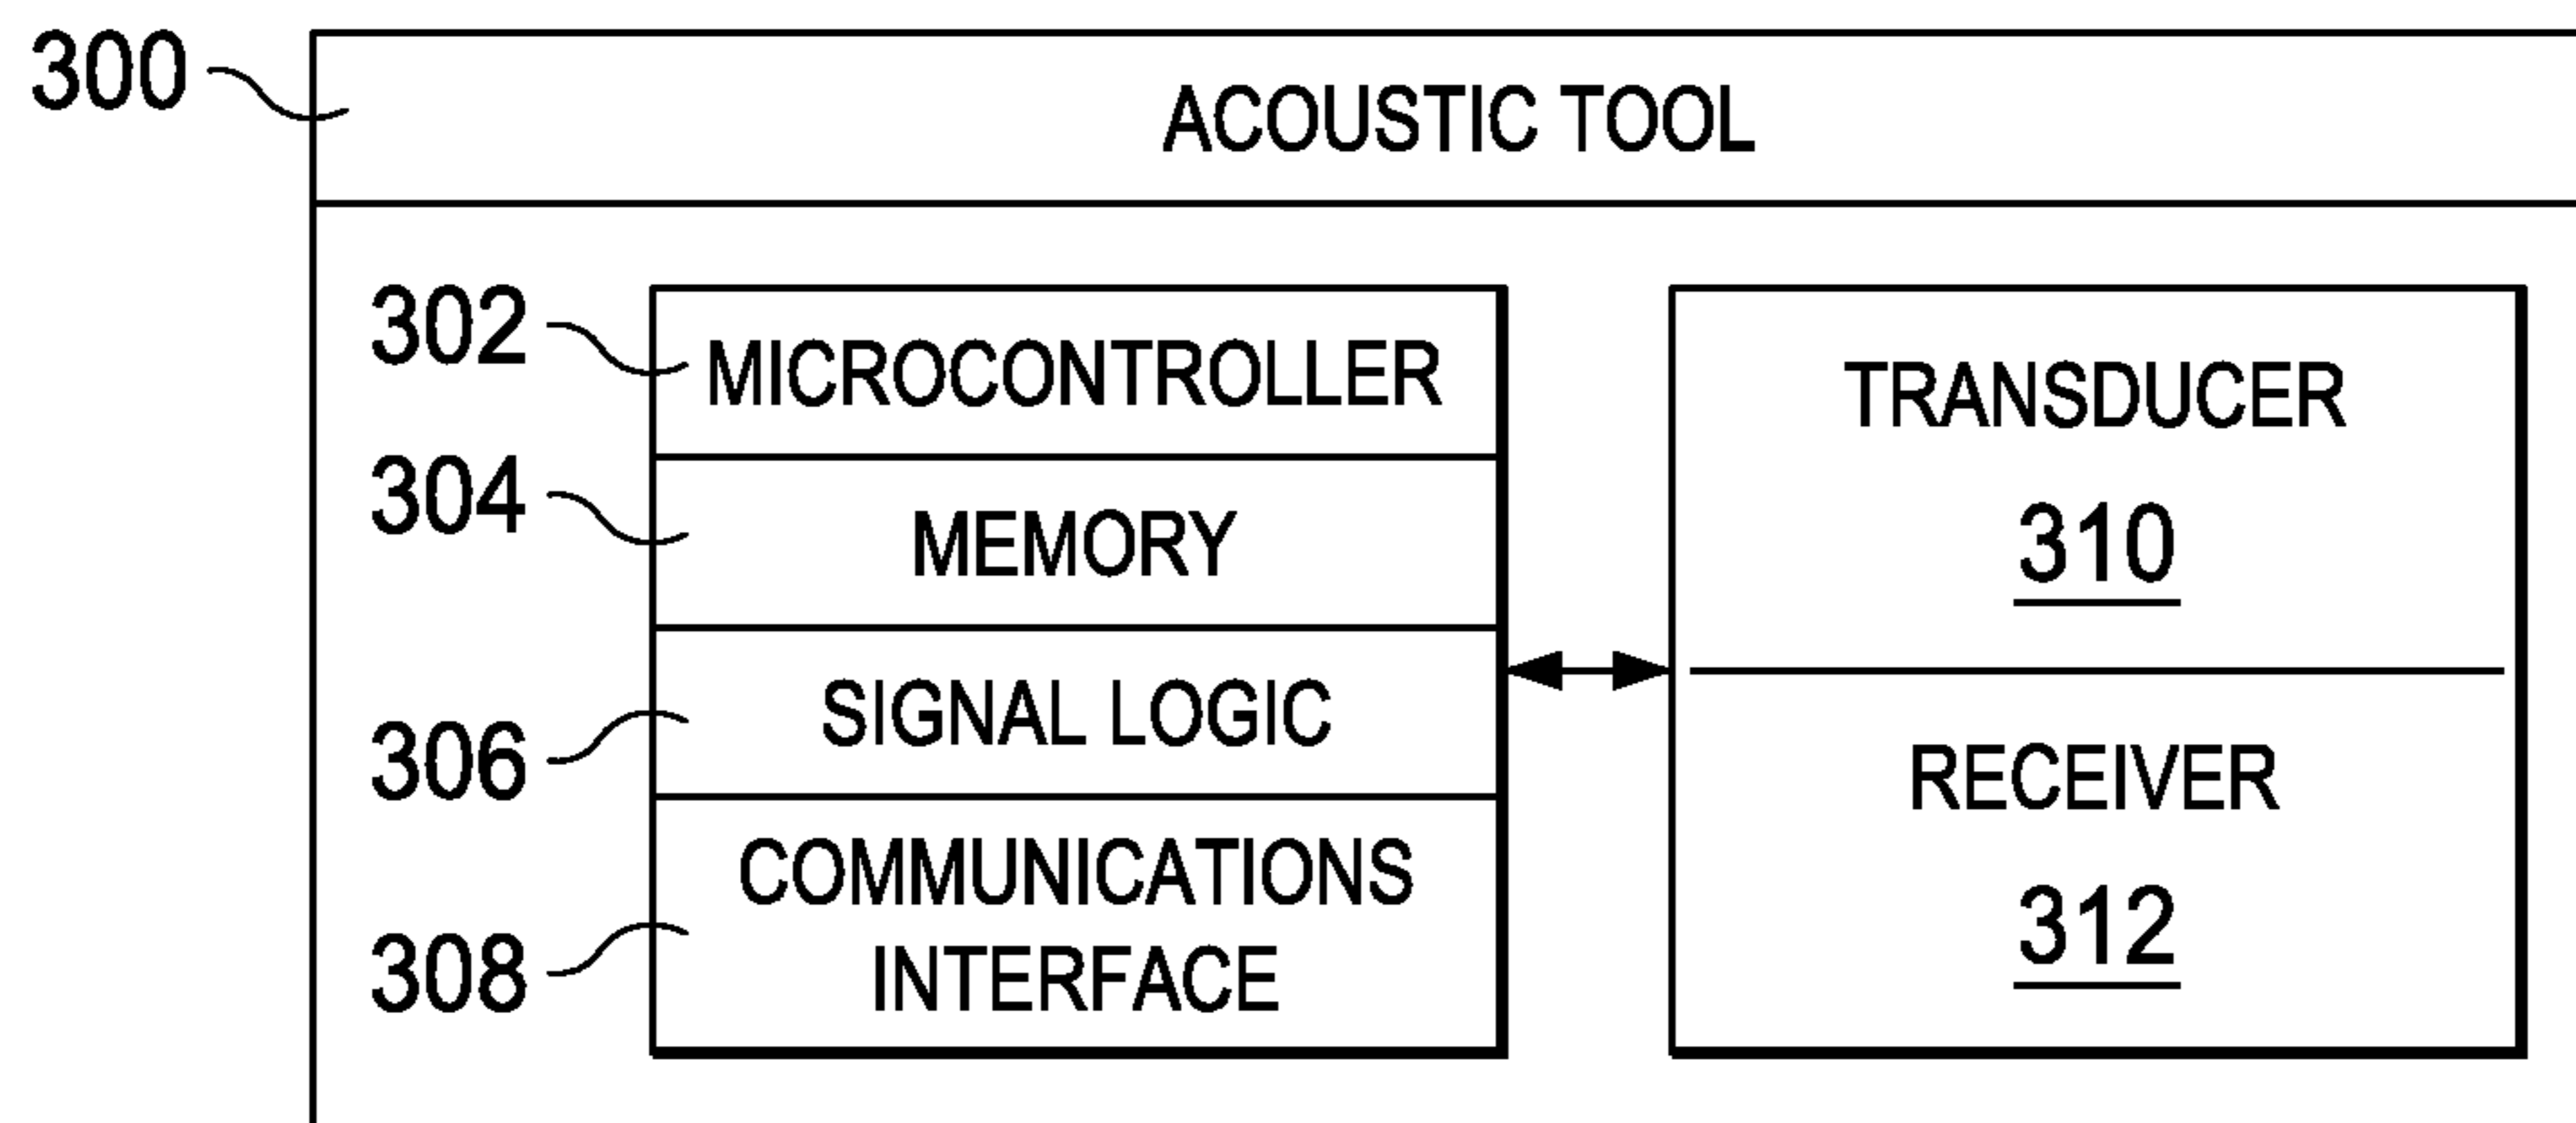 300
ACOUSTIC TOOL
302
MICROCONTROLLER
304
MEMORY
306
SIGNAL LOGIC
308
COMMUNICATIONS
INTERFACE
TRANSDUCER
310
RECEIVER
312